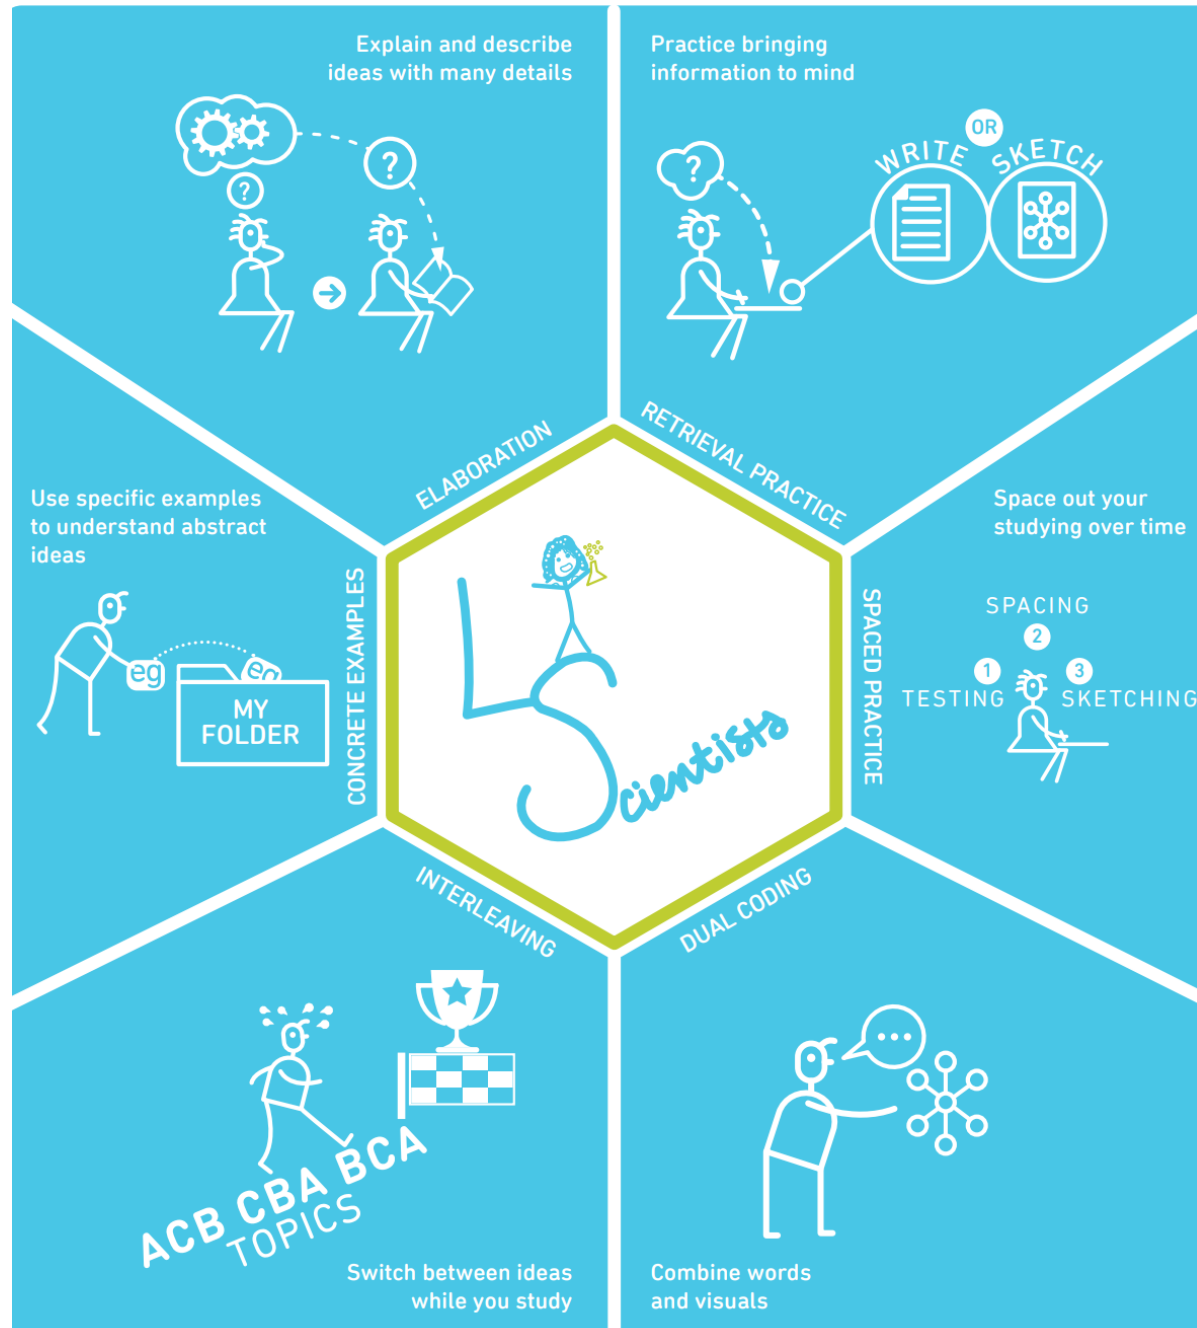 Explain and describe
ideas with many details
?
?
ELABORATION
Practice bringing
information to mind
?
WRITE
OR
SKETCH
RETRIEVAL PRACTICE
Use specific examples
to understand abstract
ideas
eg
eg
MY
FOLDER
CONCRETE EXAMPLES
Space out your
studying over time
SPACING
2
1
3
TESTING
SKETCHING
SPACED PRACTICE
LScientists
INTERLEAVING
ACB CBA BCA
TOPICS
Switch between ideas
while you study
DUAL CODING
...
Combine words
and visuals